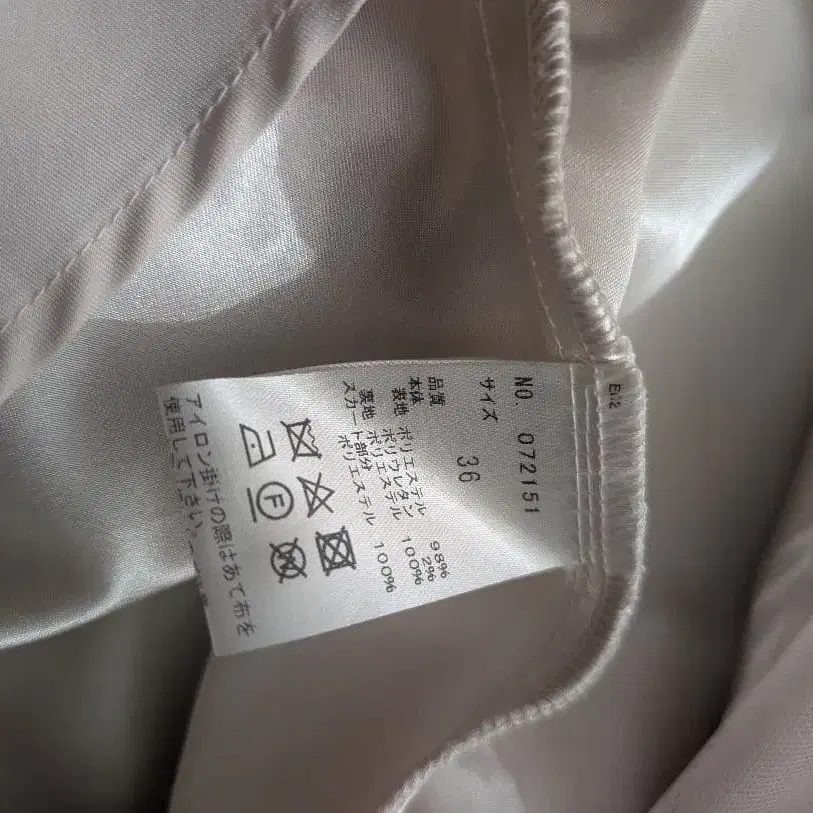 NO. 072151
サイズ 36
品質
本体 表地 ポリエステル 98%
ポリウレタン 2%
裏地 ポリエステル 100%
スカート部分
裏地 ポリエステル 100%
F
アイロン掛けの際はあて布を
使用して下さい。